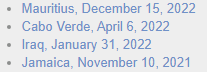 Mauritius, December 15, 2022
Cabo Verde, April 6, 2022
Iraq, January 31, 2022
Jamaica, November 10, 2021